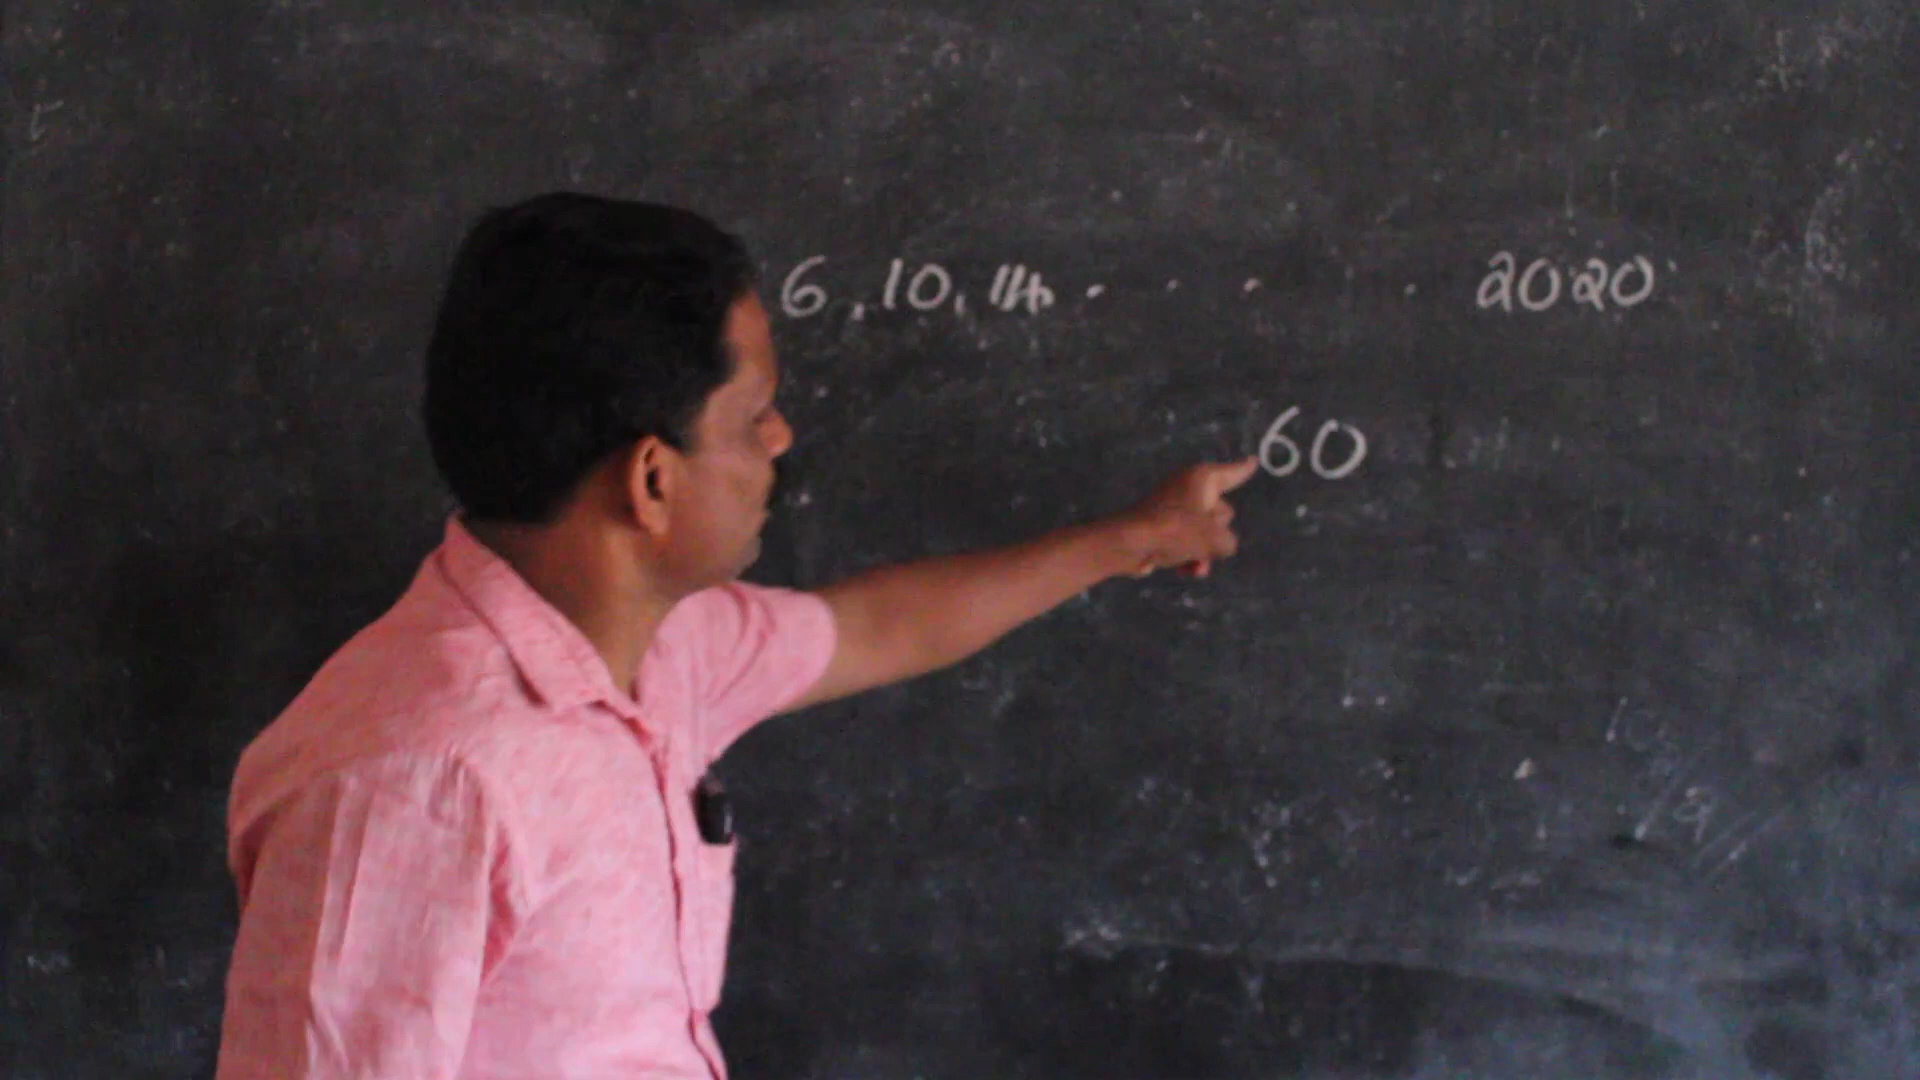 6, 10, 14 . . . . 2020
60